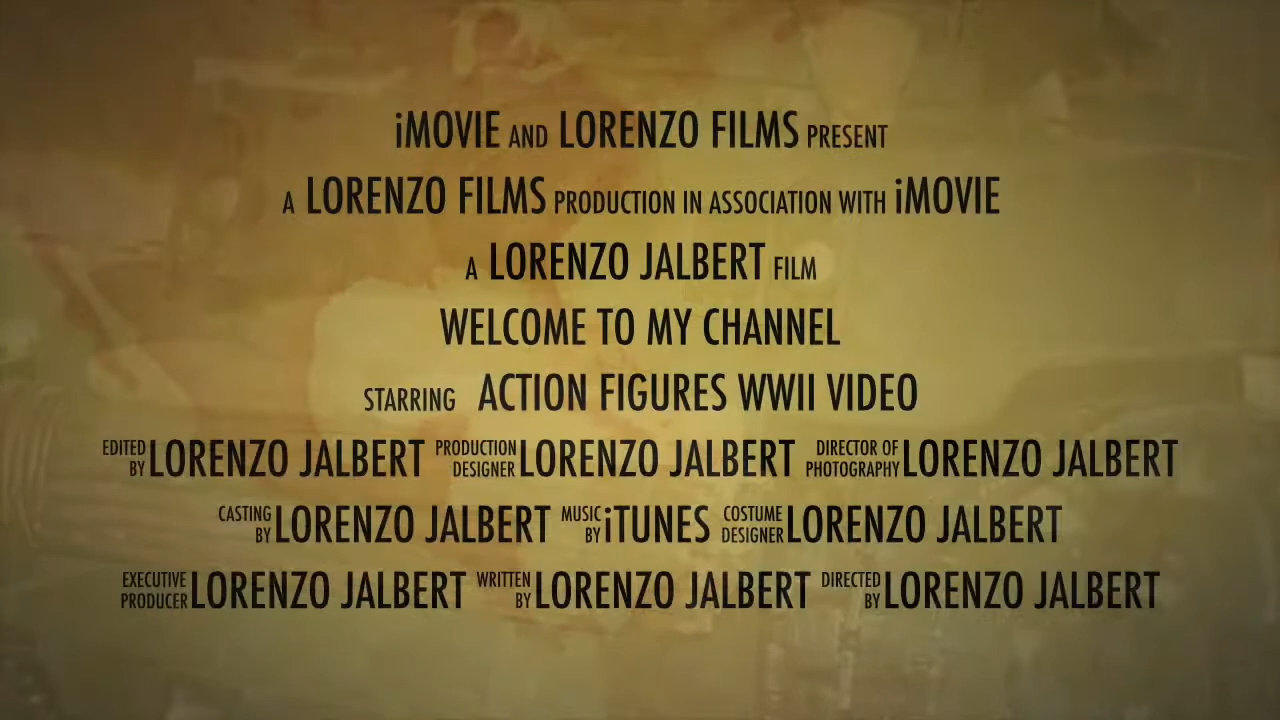 iMOVIE AND LORENZO FILMS PRESENT
A LORENZO FILMS PRODUCTION IN ASSOCIATION WITH iMOVIE
A LORENZO JALBERT FILM
WELCOME TO MY CHANNEL
STARRING ACTION FIGURES WWII VIDEO
EDITED BY LORENZO JALBERT PRODUCTION DESIGNER LORENZO JALBERT DIRECTOR OF PHOTOGRAPHY LORENZO JALBERT
CASTING BY LORENZO JALBERT MUSIC BY iTUNES COSTUME DESIGNER LORENZO JALBERT
EXECUTIVE PRODUCER LORENZO JALBERT WRITTEN BY LORENZO JALBERT DIRECTED BY LORENZO JALBERT